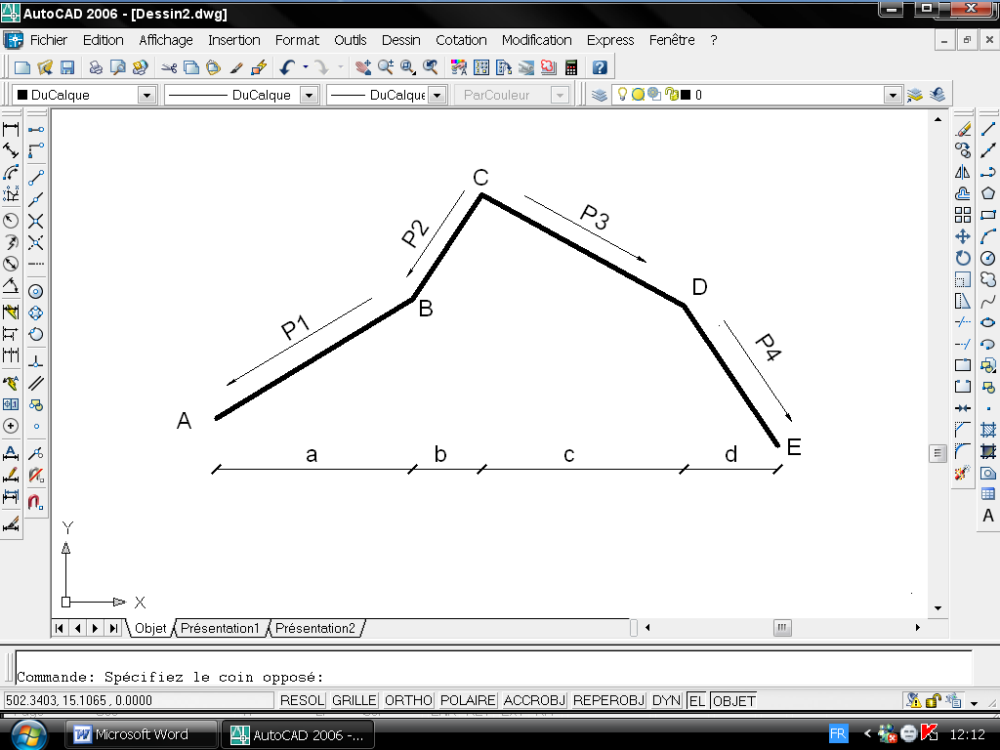 AutoCAD 2006 - [Dessin2.dwg]
Fichier Edition Affichage Insertion Format Outils Dessin Cotation Modification Express Fenêtre ?
DuCalque DuCalque DuCalque ParCouleur 0
C
P2
P3
D
B
P1
P4
A
E
a b c d
Y
X
Objet Présentation1 Présentation2
Commande: Spécifiez le coin opposé:
502.3403, 15.1065 , 0.0000 RESOL GRILLE ORTHO POLAIRE ACCROBJ REPEROBJ DYN EL OBJET
Microsoft Word AutoCAD 2006 -... FR 12:12